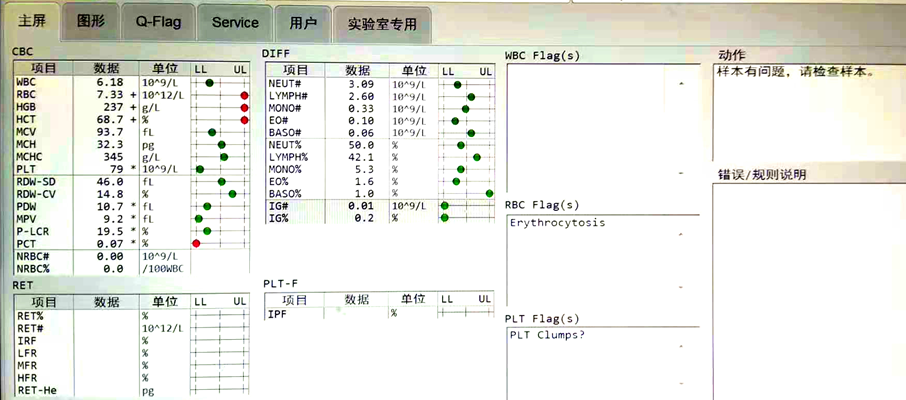 主屏 图形 Q-Flag Service 用户 实验室专用
CBC
项目 数据 单位 LL UL
WBC 6.18 10^9/L
RBC 7.33 + 10^12/L
HGB 237 + g/L
HCT 68.7 + %
MCV 93.7 fL
MCH 32.3 pg
MCHC 345 g/L
PLT 79 * 10^9/L
RDW-SD 46.0 fL
RDW-CV 14.8 %
PDW 10.7 * fL
MPV 9.2 * fL
P-LCR 19.5 * %
PCT 0.07 * %
NRBC# 0.00 10^9/L
NRBC% 0.0 /100WBC
RET
项目 数据 单位 LL UL
RET% %
RET# 10^12/L
IRF %
LFR %
MFR %
HFR %
RET-He pg
DIFF
项目 数据 单位 LL UL
NEUT# 3.09 10^9/L
LYMPH# 2.60 10^9/L
MONO# 0.33 10^9/L
EO# 0.10 10^9/L
BASO# 0.06 10^9/L
NEUT% 50.0 %
LYMPH% 42.1 %
MONO% 5.3 %
EO% 1.6 %
BASO% 1.0 %
IG# 0.01 10^9/L
IG% 0.2 %
PLT-F
项目 数据 单位 LL UL
IPF %
WBC Flag(s)
RBC Flag(s)
Erythrocytosis
PLT Flag(s)
PLT Clumps?
动作
样本有问题，请检查样本。
错误/规则说明